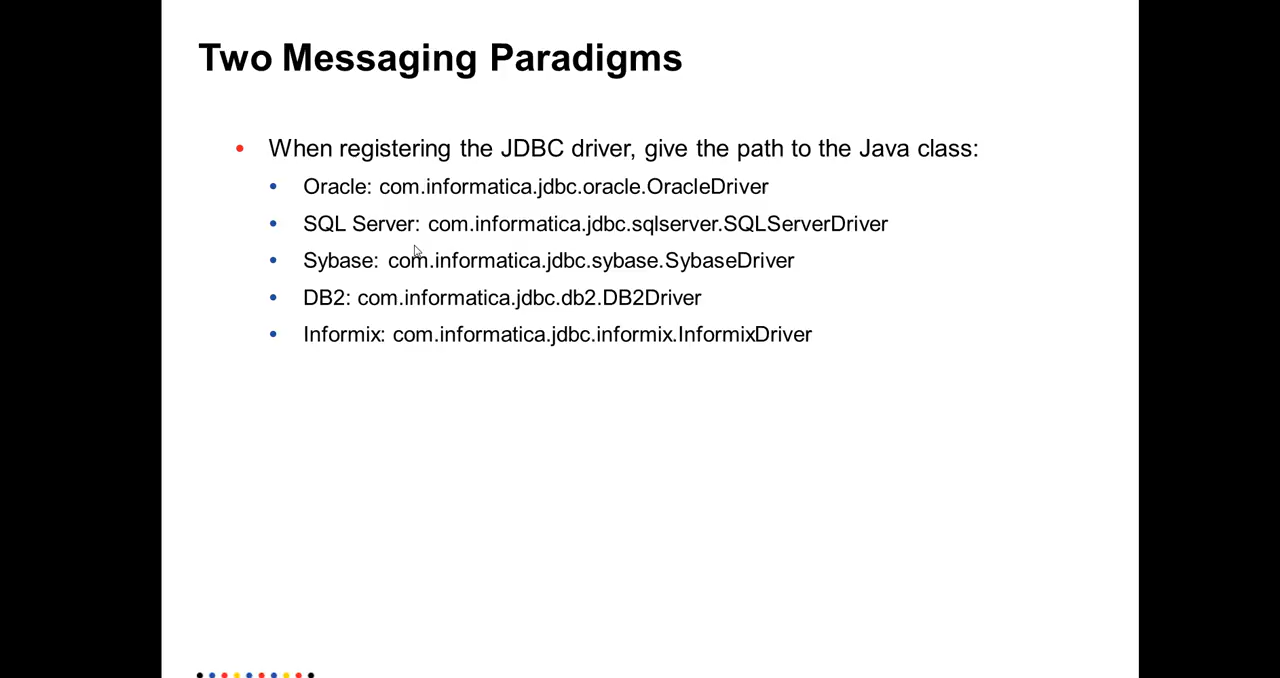 Two Messaging Paradigms
When registering the JDBC driver, give the path to the Java class:
Oracle: com.informatica.jdbc.oracle.OracleDriver
SQL Server: com.informatica.jdbc.sqlserver.SQLServerDriver
Sybase: com.informatica.jdbc.sybase.SybaseDriver
DB2: com.informatica.jdbc.db2.DB2Driver
Informix: com.informatica.jdbc.informix.InformixDriver